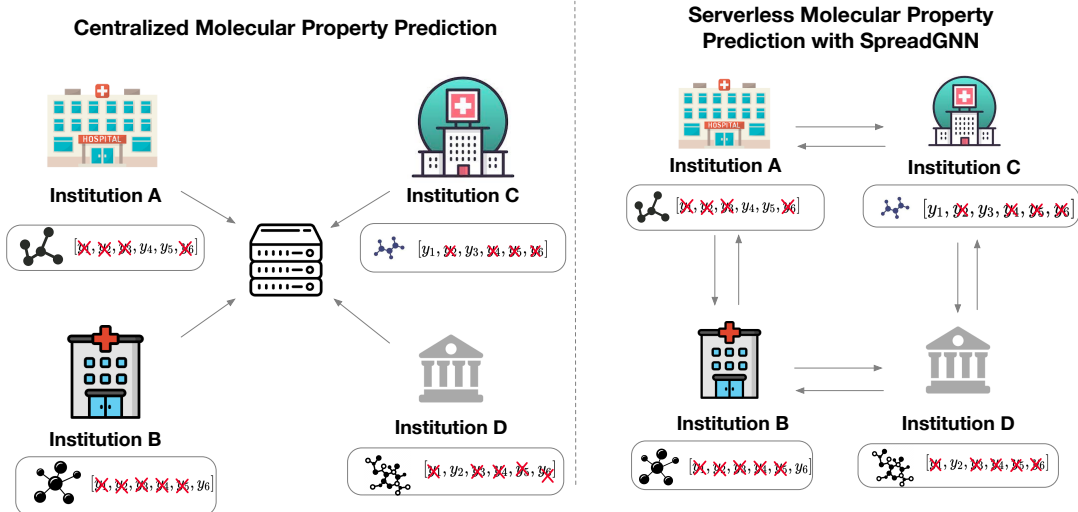 Centralized Molecular Property Prediction
HOSPITAL
Institution A
[y1, y2, y3, y4, y5, y6]
Institution C
[y1, y2, y3, y4, y5, y6]
Institution B
[y1, y2, y3, y4, y5, y6]
Institution D
[y1, y2, y3, y4, y5, y6]
Serverless Molecular Property
Prediction with SpreadGNN
HOSPITAL
Institution A
[y1, y2, y3, y4, y5, y6]
Institution C
[y1, y2, y3, y4, y5, y6]
Institution B
[y1, y2, y3, y4, y5, y6]
Institution D
[y1, y2, y3, y4, y5, y6]